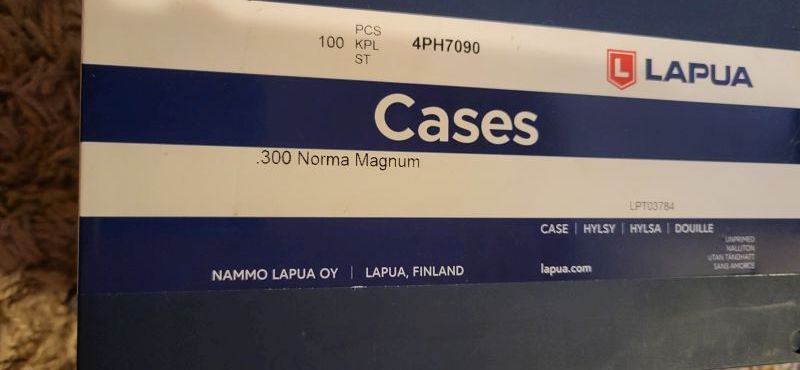 100 PCS KPL ST 4PH7090
L LAPUA
Cases
.300 Norma Magnum
LPT03784
CASE | HYLSY | HYLSA | DOUILLE
UNPRIMED
NALLITON
UTAN TÄNDHATT
SANS AMORCE
NAMMO LAPUA OY | LAPUA, FINLAND
lapua.com